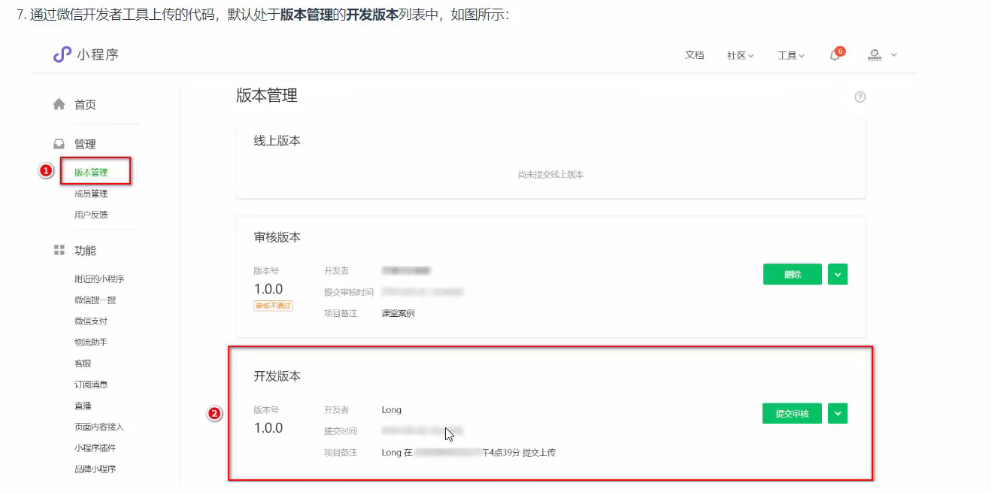 7. 通过微信开发者工具上传的代码，默认处于版本管理的开发版本列表中，如图所示：
小程序
文档 社区 工具 6
首页
管理
1 版本管理
成员管理
用户反馈
功能
附近的小程序
微信搜一搜
微信支付
物流助手
客服
订阅消息
直播
页面内容接入
小程序插件
品牌小程序
版本管理
线上版本
尚未提交线上版本
审核版本
版本号 开发者
1.0.0 提交审核时间
审核不通过
项目备注 课堂案例
删除
2 开发版本
版本号 开发者 Long
1.0.0 提交时间
项目备注 Long 在 午4点39分 提交上传
提交审核